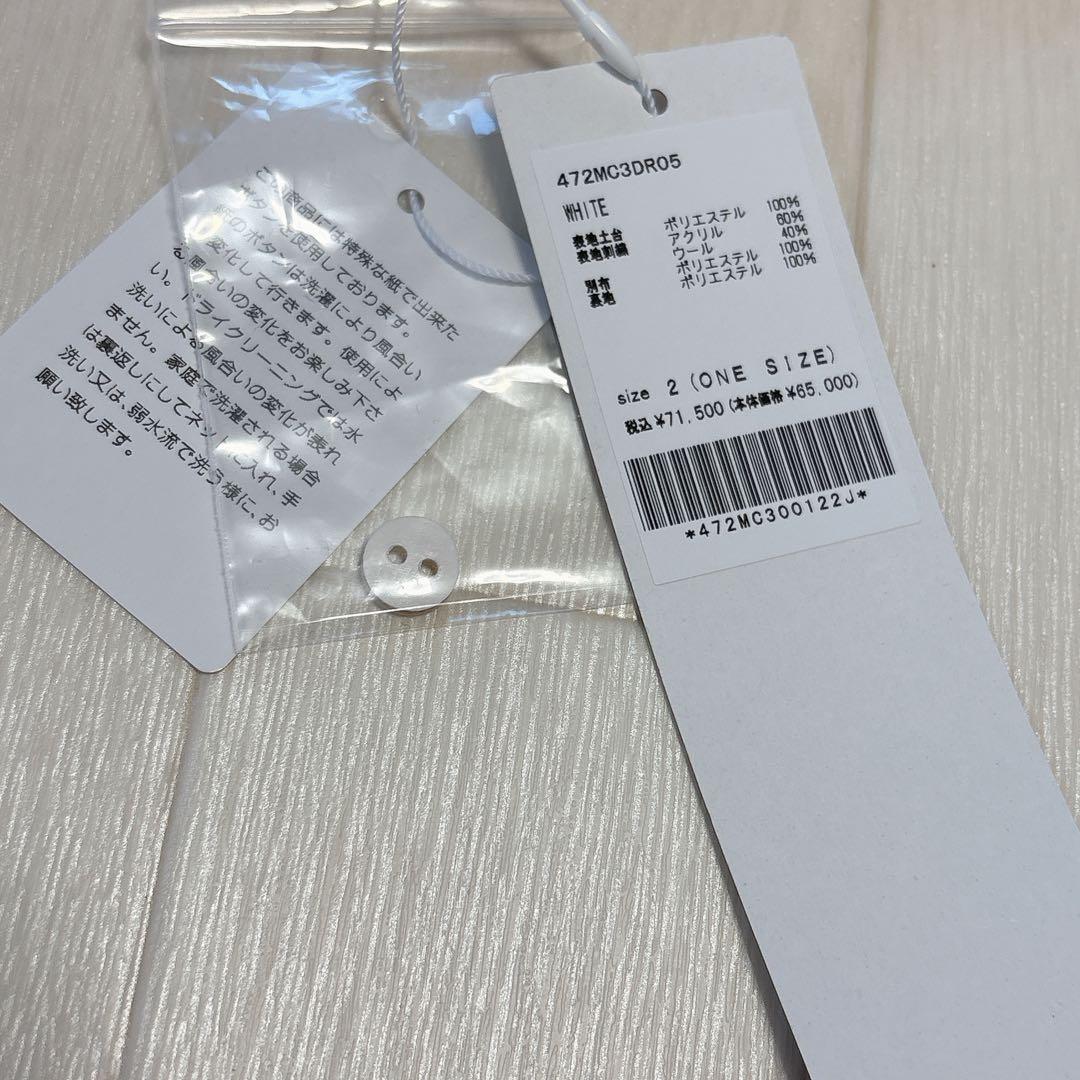 この商品には特殊な紙で出来た
ボタンを使用しております。
紙のボタンは洗濯により風合い
変化して行きます。使用によ
る風合いの変化をお楽しみ下さ
い。ドライクリーニングでは水
洗いによる風合いの変化が表れ
ません。家庭で洗濯される場合
は裏返しにしてネットに入れ、手
洗い又は、弱水流で洗う様に、お
願い致します。
472MC3DR05
WHITE
ポリエステル 100%
表地土台 アクリル 60%
表地刺繍 ウール 40%
ポリエステル 100%
別布 ポリエステル 100%
裏地
size 2 (ONE SIZE)
税込 ¥71,500 (本体価格 ¥65,000)
*472MC300122J*